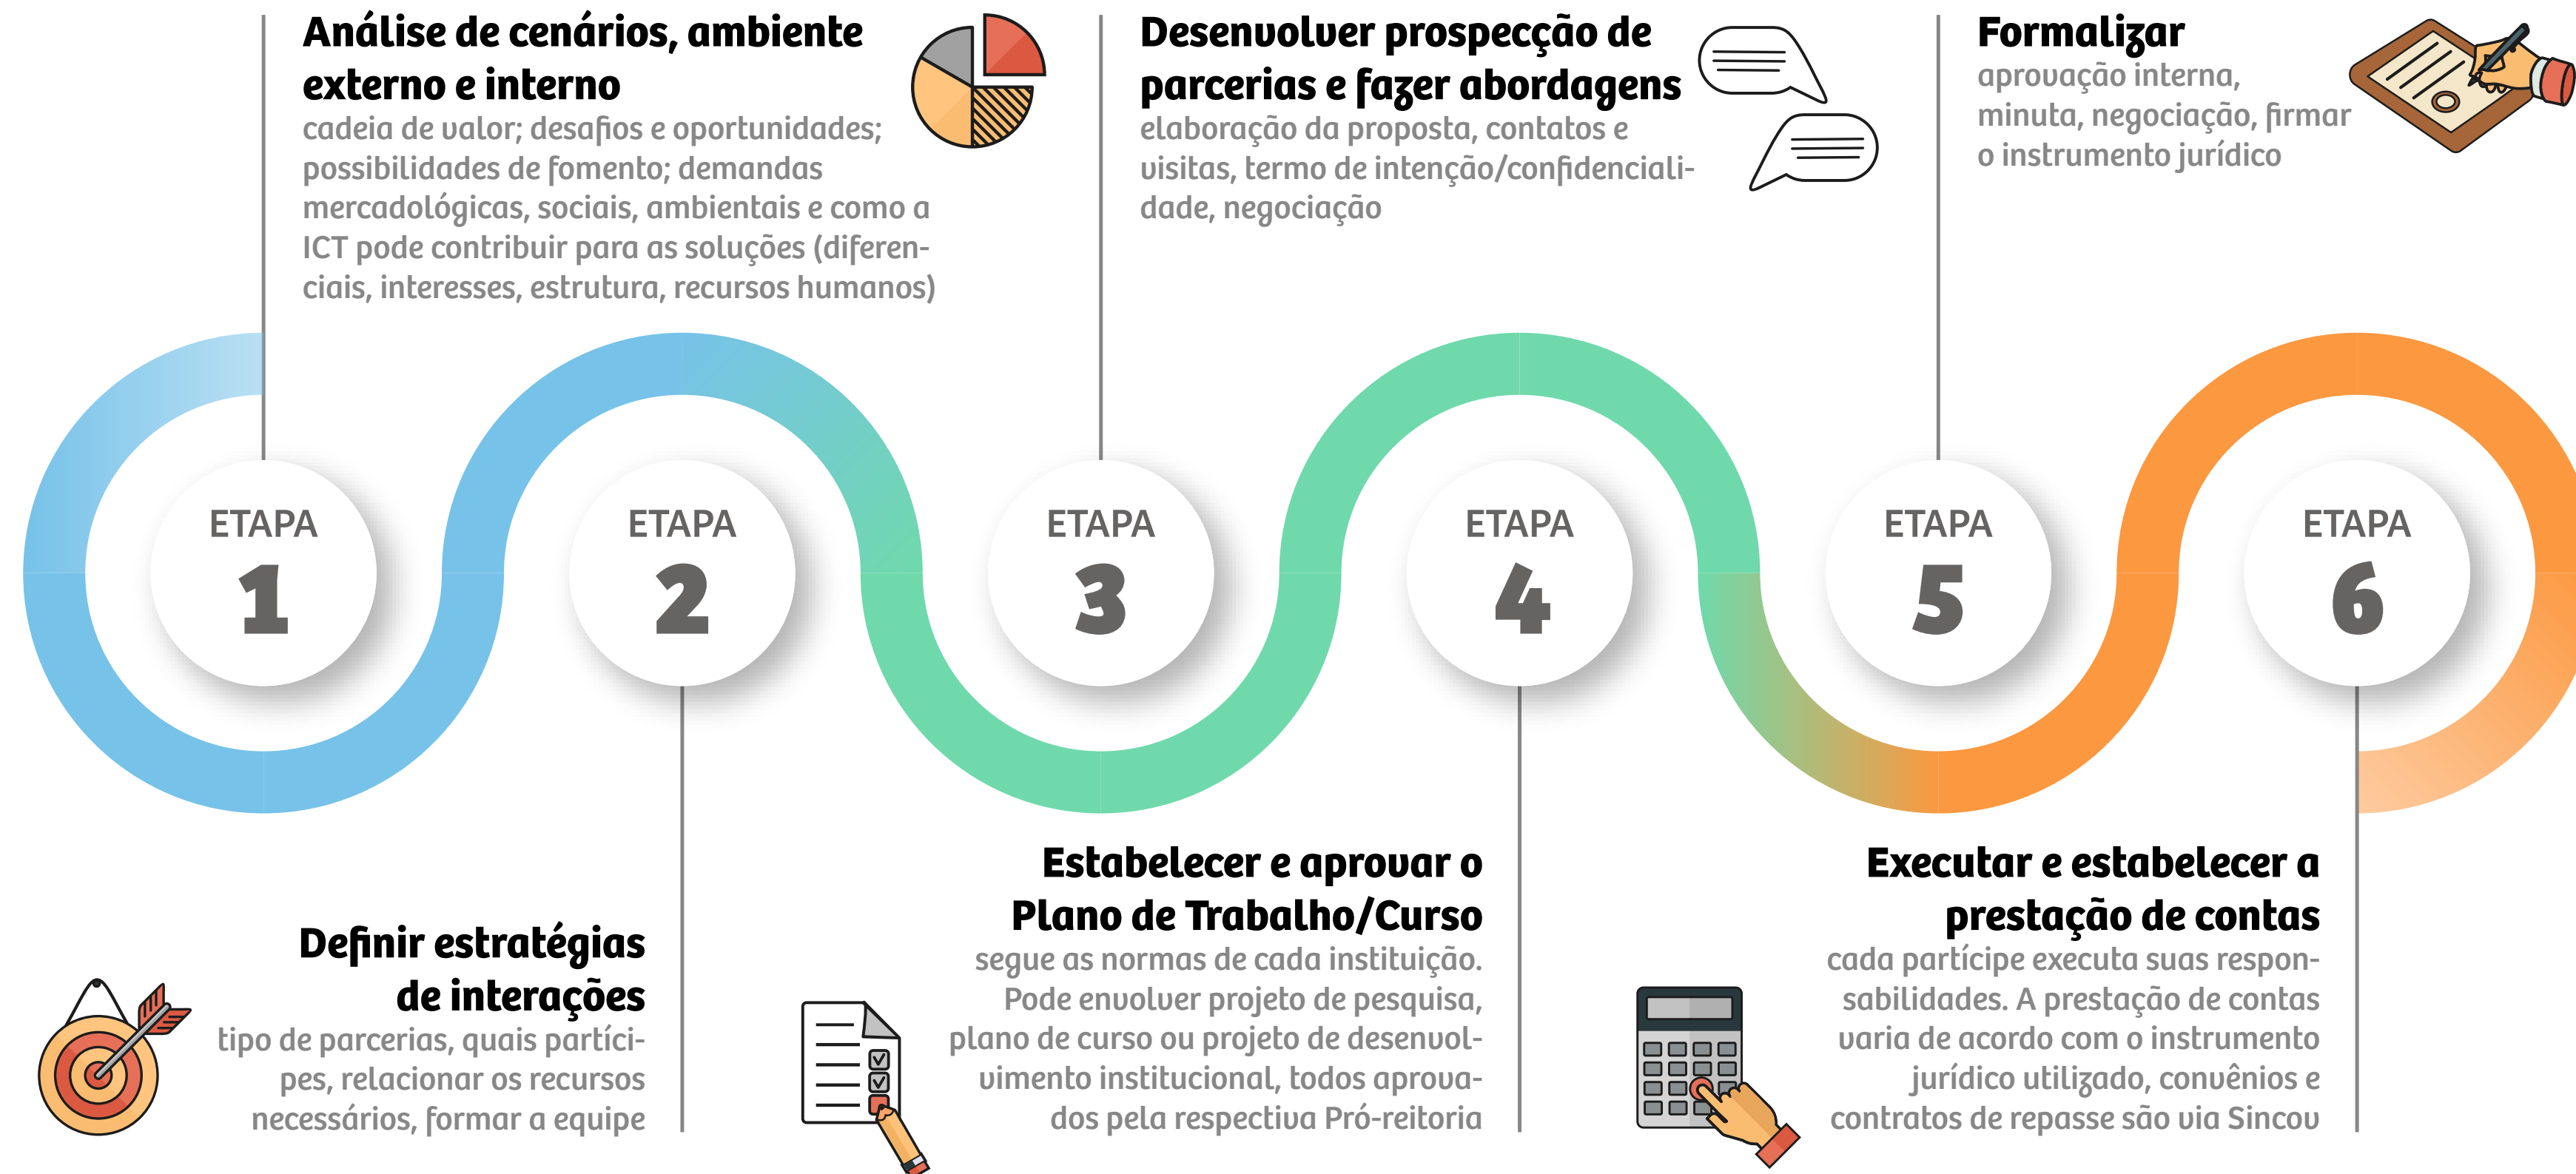 Análise de cenários, ambiente
externo e interno
cadeia de valor; desafios e oportunidades;
possibilidades de fomento; demandas
mercadológicas, sociais, ambientais e como a
ICT pode contribuir para as soluções (diferen-
ciais, interesses, estrutura, recursos humanos)
Desenvolver prospecção de
parcerias e fazer abordagens
elaboração da proposta, contatos e
visitas, termo de intenção/confidenciali-
dade, negociação
Formalizar
aprovação interna,
minuta, negociação, firmar
o instrumento jurídico
ETAPA
1
ETAPA
2
ETAPA
3
ETAPA
4
ETAPA
5
ETAPA
6
Definir estratégias
de interações
tipo de parcerias, quais partíci-
pes, relacionar os recursos
necessários, formar a equipe
Estabelecer e aprovar o
Plano de Trabalho/Curso
segue as normas de cada instituição.
Pode envolver projeto de pesquisa,
plano de curso ou projeto de desenvol-
vimento institucional, todos aprova-
dos pela respectiva Pró-reitoria
Executar e estabelecer a
prestação de contas
cada partícipe executa suas respon-
sabilidades. A prestação de contas
varia de acordo com o instrumento
jurídico utilizado, convênios e
contratos de repasse são via Sincov